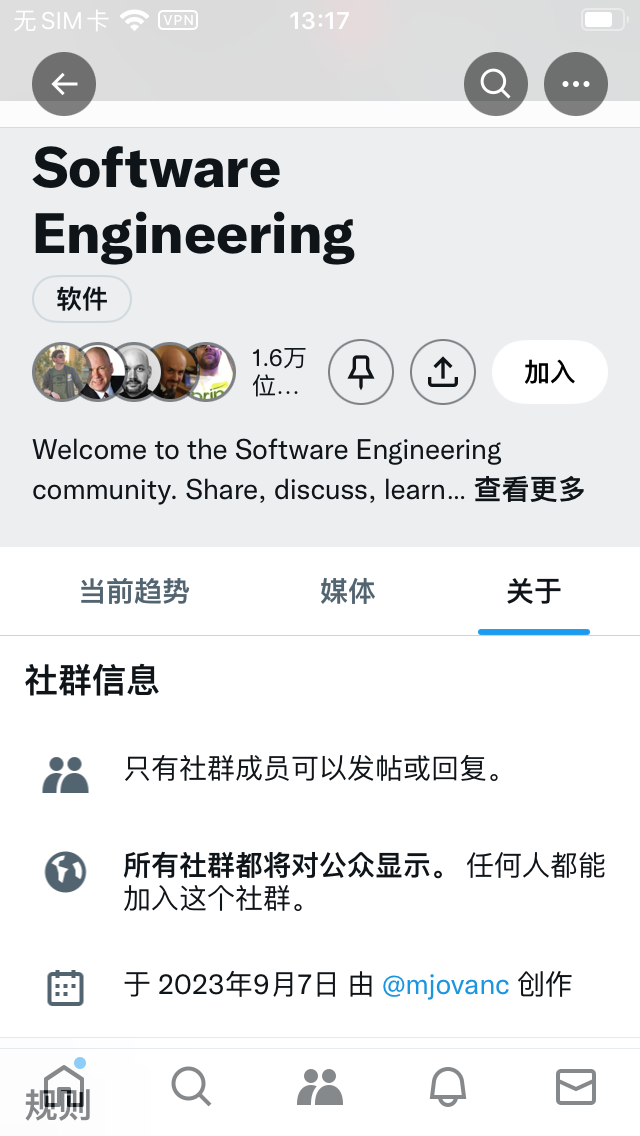 无SIM卡 VPN 13:17
Software
Engineering
软件
1.6万
位...
加入
Welcome to the Software Engineering
community. Share, discuss, learn... 查看更多
当前趋势 媒体 关于
社群信息
只有社群成员可以发帖或回复。
所有社群都将对公众显示。 任何人都能
加入这个社群。
于 2023年9月7日 由 @mjovanc 创作
规则